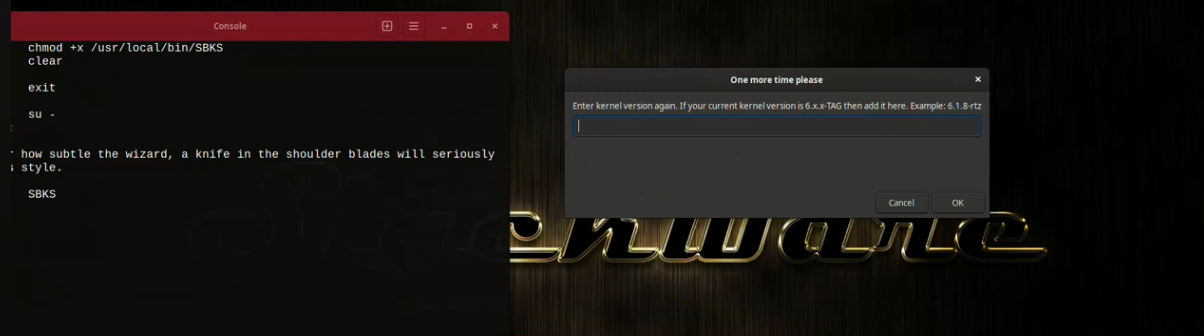 Console
chmod +x /usr/local/bin/SBKS
clear
exit
su -
how subtle the wizard, a knife in the shoulder blades will seriously
style.
SBKS
One more time please
Enter kernel version again. If your current kernel version is 6.x.x-TAG then add it here. Example: 6.1.8-rtz
Cancel
OK